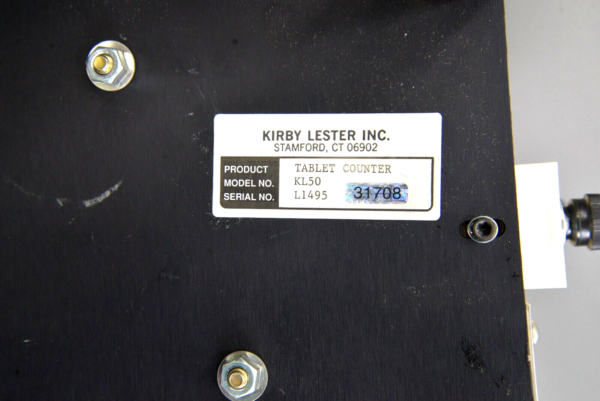 KIRBY LESTER INC.
STAMFORD, CT 06902
PRODUCT TABLET COUNTER
MODEL NO. KL50
SERIAL NO. L1495 31708